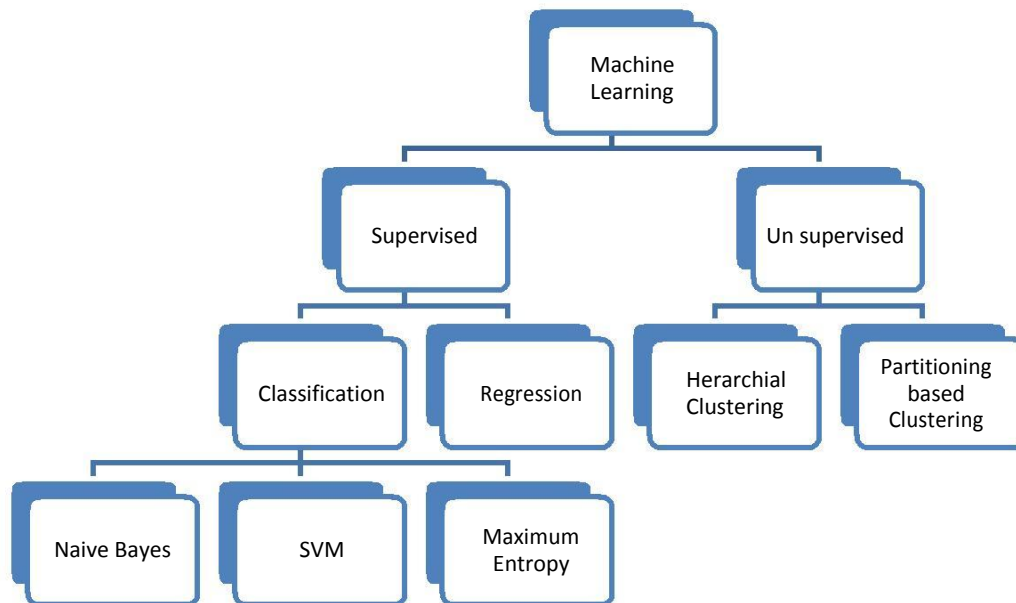 Machine
Learning
Supervised
Un supervised
Classification
Regression
Herarchial
Clustering
Partitioning
based
Clustering
Naive Bayes
SVM
Maximum
Entropy